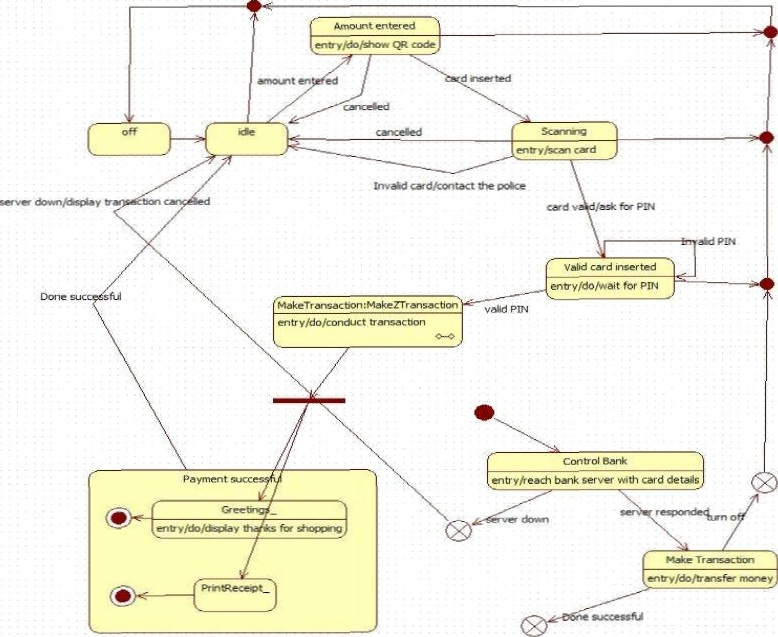 Amount entered
entry/do/show QR code
amount entered
card inserted
cancelled
off
idle
cancelled
Scanning
entry/scan card
Invalid card/contact the police
server down/display transaction cancelled
card valid/ask for PIN
Invalid PIN
Valid card inserted
entry/do/wait for PIN
Done successful
MakeTransaction:MakeZTransaction
entry/do/conduct transaction
valid PIN
Control Bank
entry/reach bank server with card details
Payment successful
Greetings_
entry/do/display thanks for shopping
server down
server responded
turn off
Make Transaction
entry/do/transfer money
PrintReceipt_
Done successful